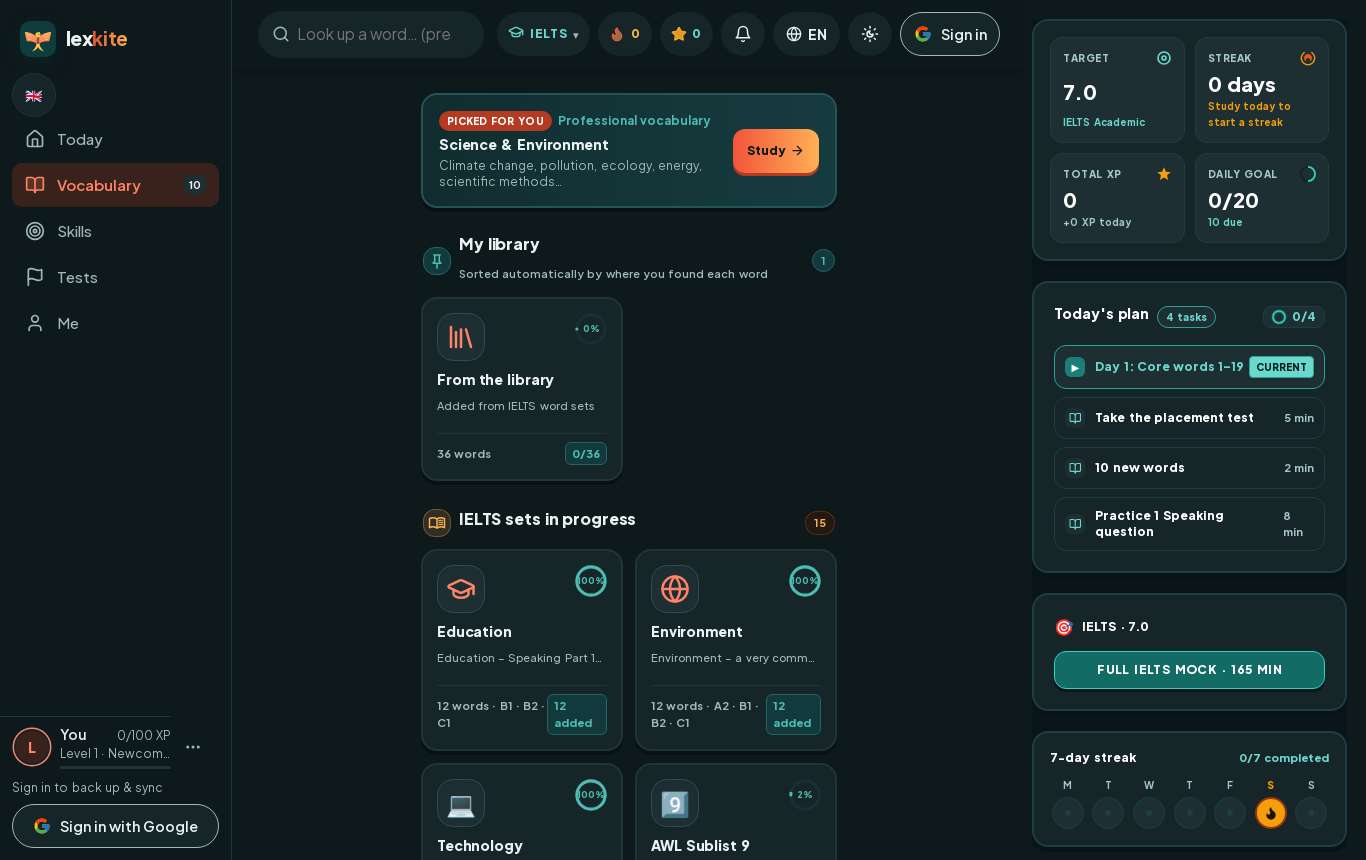 lexkite
Today
Vocabulary 10
Skills
Tests
Me
You 0/100 XP
Level 1 · Newcom...
Sign in to back up & sync
Sign in with Google
Look up a word... (pre
IELTS ▾
0
0
EN
Sign in
PICKED FOR YOU Professional vocabulary
Science & Environment
Climate change, pollution, ecology, energy,
scientific methods...
Study →
My library
Sorted automatically by where you found each word
1
0%
From the library
Added from IELTS word sets
36 words 0/36
IELTS sets in progress
15
100%
Education
Education – Speaking Part 1...
12 words · B1 · B2 ·
C1
12
added
100%
Environment
Environment – a very comm...
12 words · A2 · B1 ·
B2 · C1
12
added
100%
Technology
9
2%
AWL Sublist 9
TARGET
7.0
IELTS Academic
STREAK
0 days
Study today to
start a streak
TOTAL XP
0
+0 XP today
DAILY GOAL
0/20
10 due
Today's plan 4 tasks 0/4
Day 1: Core words 1–19 CURRENT
Take the placement test 5 min
10 new words 2 min
Practice 1 Speaking
question
8
min
IELTS · 7.0
FULL IELTS MOCK · 165 MIN
7-day streak 0/7 completed
M T W T F S S
L